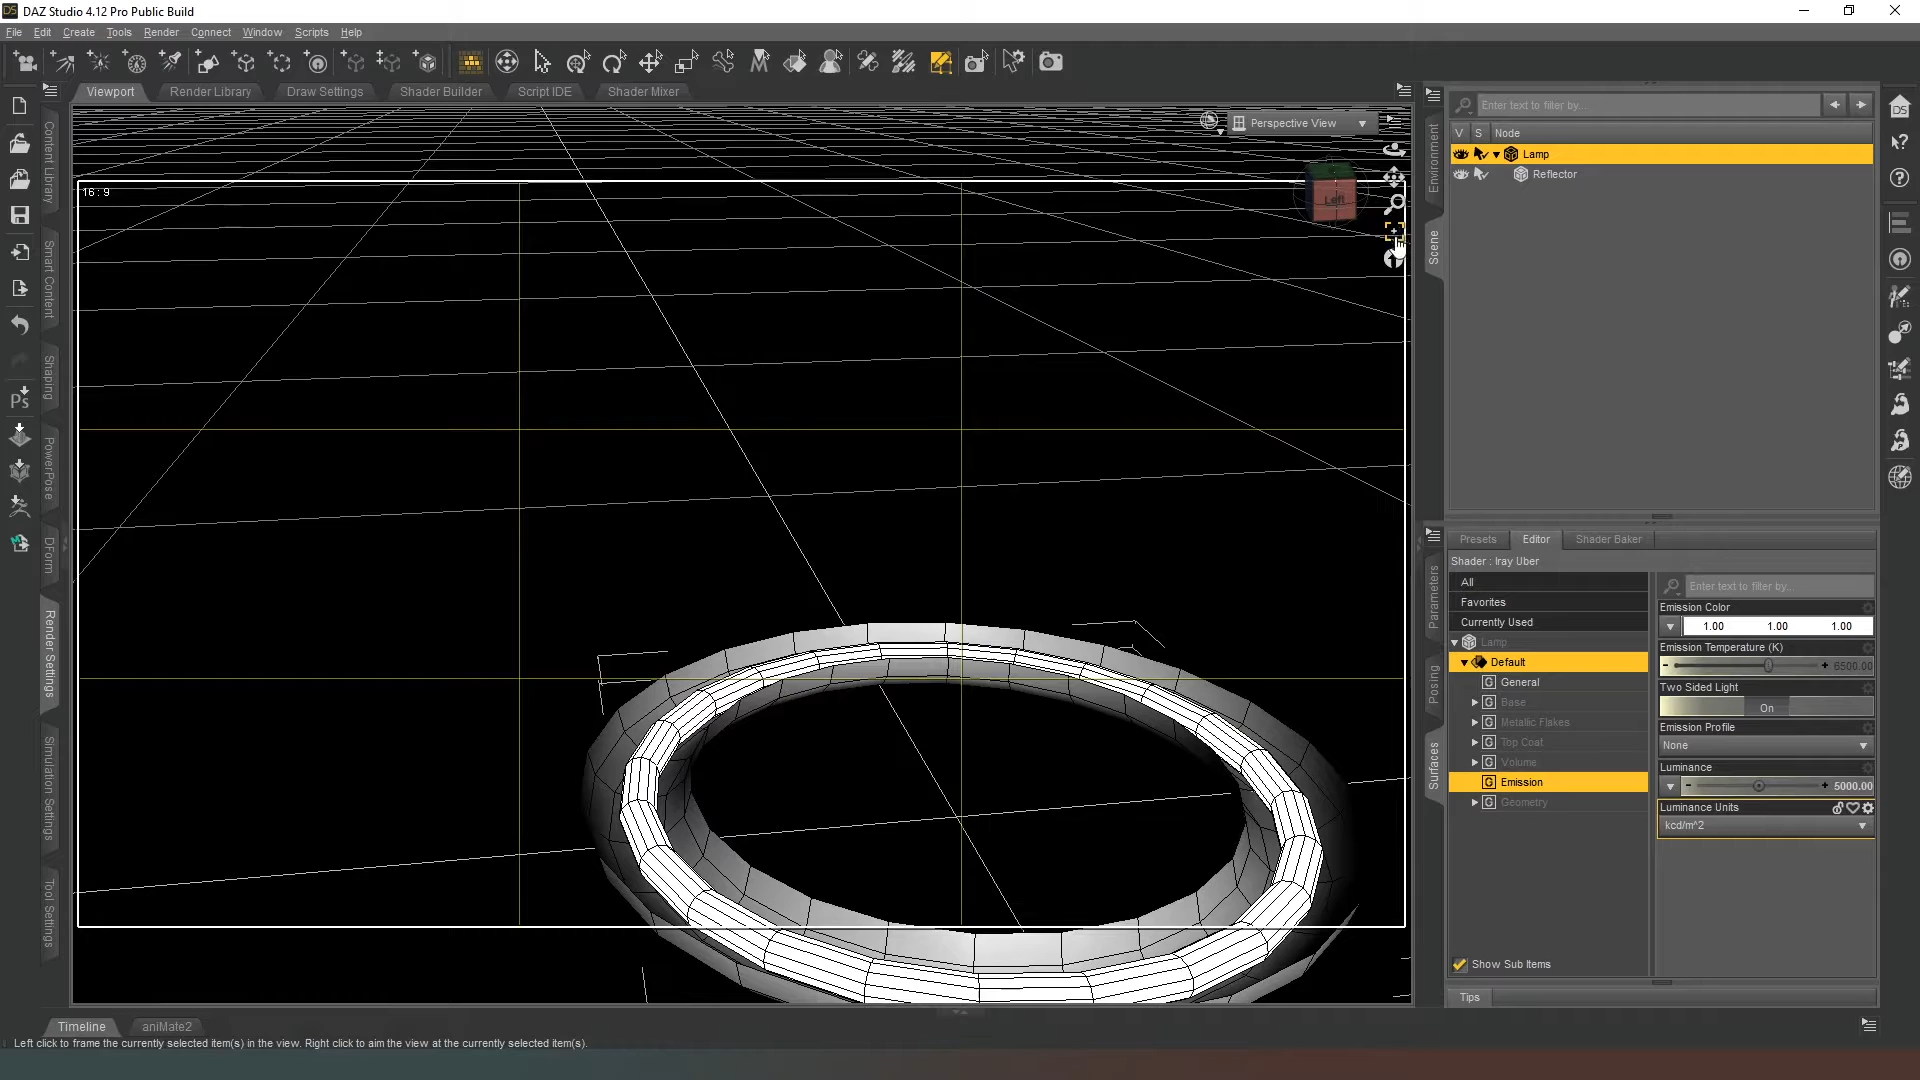 DAZ Studio 4.12 Pro Public Build
File Edit Create Tools Render Connect Window Scripts Help
Viewport Render Library Draw Settings Shader Builder Script IDE Shader Mixer
16 : 9
Perspective View
Left
Content Library
Smart Content
Shaping
PowerPose
DForm
Render Settings
Simulation Settings
Tool Settings
Ps
Environment
Scene
Enter text to filter by...
V S Node
Lamp
Reflector
DS
Parameters
Posing
Surfaces
Presets Editor Shader Baker
Shader : Iray Uber
All
Favorites
Currently Used
Lamp
Default
G General
G Base
G Metallic Flakes
G Top Coat
G Volume
G Emission
G Geometry
Show Sub Items
Enter text to filter by...
Emission Color
1.00 1.00 1.00
Emission Temperature (K)
6500.00
Two Sided Light
On
Emission Profile
None
Luminance
5000.00
Luminance Units
kcd/m^2
Tips
Timeline aniMate2
Left click to frame the currently selected item(s) in the view. Right click to aim the view at the currently selected item(s).